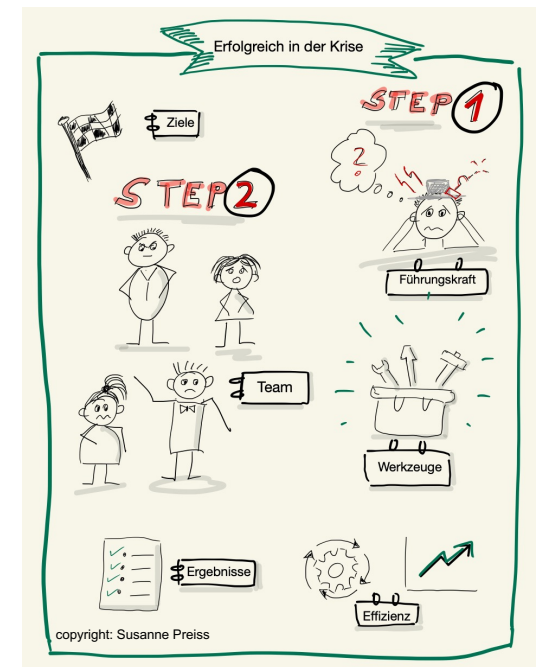 Erfolgreich in der Krise
STEP 1
Ziele
?
STEP 2
Führungskraft
Team
Werkzeuge
Ergebnisse
Effizienz
copyright: Susanne Preiss